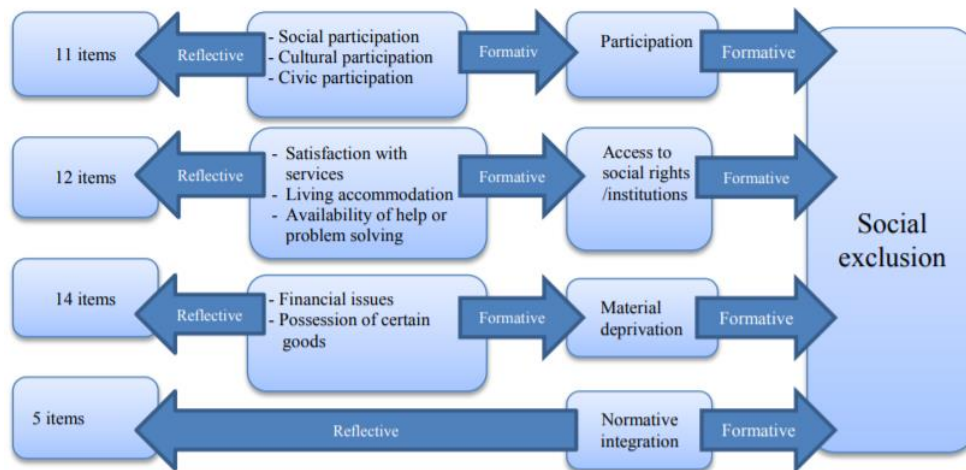 11 items
Reflective
- Social participation
- Cultural participation
- Civic participation
Formativ
Participation
Formative
12 items
Reflective
- Satisfaction with
services
- Living accommodation
- Availability of help or
problem solving
Formative
Access to
social rights
/institutions
Formative
Social
exclusion
14 items
Reflective
- Financial issues
- Possession of certain
goods
Formative
Material
deprivation
Formative
5 items
Reflective
Normative
integration
Formative